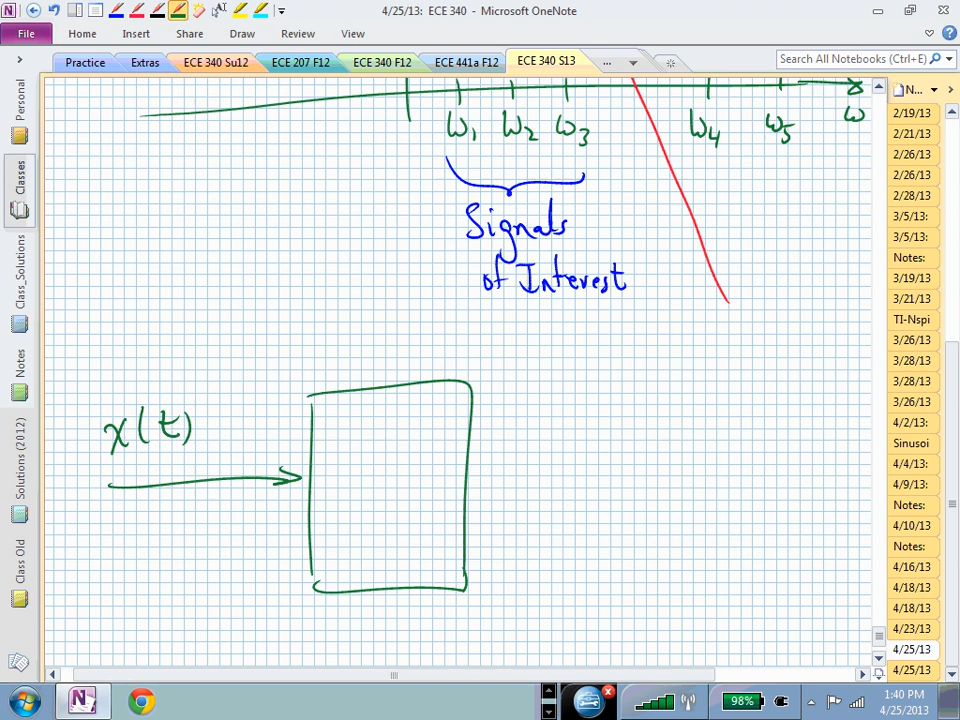 4/25/13: ECE 340 - Microsoft OneNote
File Home Insert Share Draw Review View
Practice Extras ECE 340 Su12 ECE 207 F12 ECE 340 F12 ECE 441a F12 ECE 340 S13 ... Search All Notebooks (Ctrl+E)
Personal
Classes
Class_Solutions
Notes
Solutions (2012)
Class Old
ω₁ ω₂ ω₃ ω₄ ω₅ ω
Signals
of Interest
x(t)
N...
2/19/13
2/21/13
2/26/13
2/26/13
2/28/13
3/5/13:
3/5/13:
Notes:
3/19/13
3/21/13
TI-Nspi
3/26/13
3/28/13
3/28/13
3/26/13
4/2/13:
Sinusoi
4/4/13:
4/9/13:
Notes:
4/10/13
Notes:
4/16/13
4/18/13
4/18/13
4/23/13
4/25/13
4/25/13
98%
1:40 PM
4/25/2013